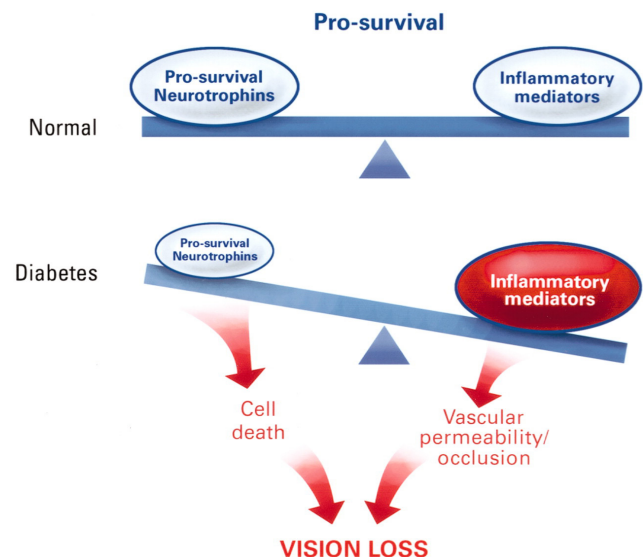 Pro-survival
Pro-survival
Neurotrophins
Inflammatory
mediators
Normal
Pro-survival
Neurotrophins
Diabetes
Inflammatory
mediators
Cell
death
Vascular
permeability/
occlusion
VISION LOSS